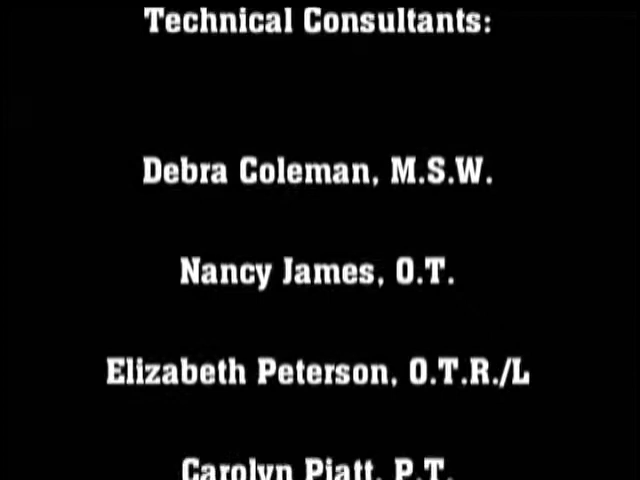 Technical Consultants:
Debra Coleman, M.S.W.
Nancy James, O.T.
Elizabeth Peterson, O.T.R./L
Carolyn Piatt, P.T.